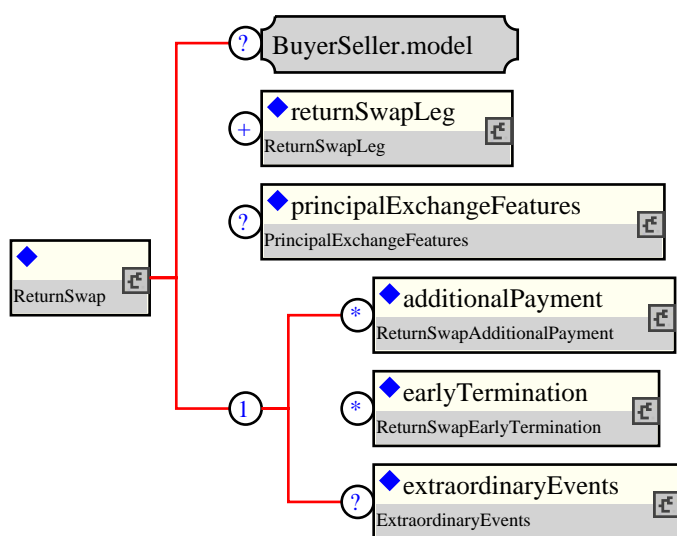 ? BuyerSeller.model
+ returnSwapLeg
ReturnSwapLeg
? principalExchangeFeatures
PrincipalExchangeFeatures
ReturnSwap
* additionalPayment
ReturnSwapAdditionalPayment
1
* earlyTermination
ReturnSwapEarlyTermination
? extraordinaryEvents
ExtraordinaryEvents